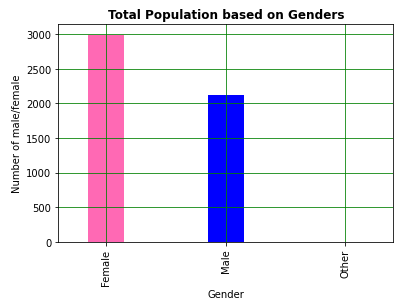 Total Population based on Genders
Number of male/female
3000
2500
2000
1500
1000
500
0
Female
Male
Other
Gender